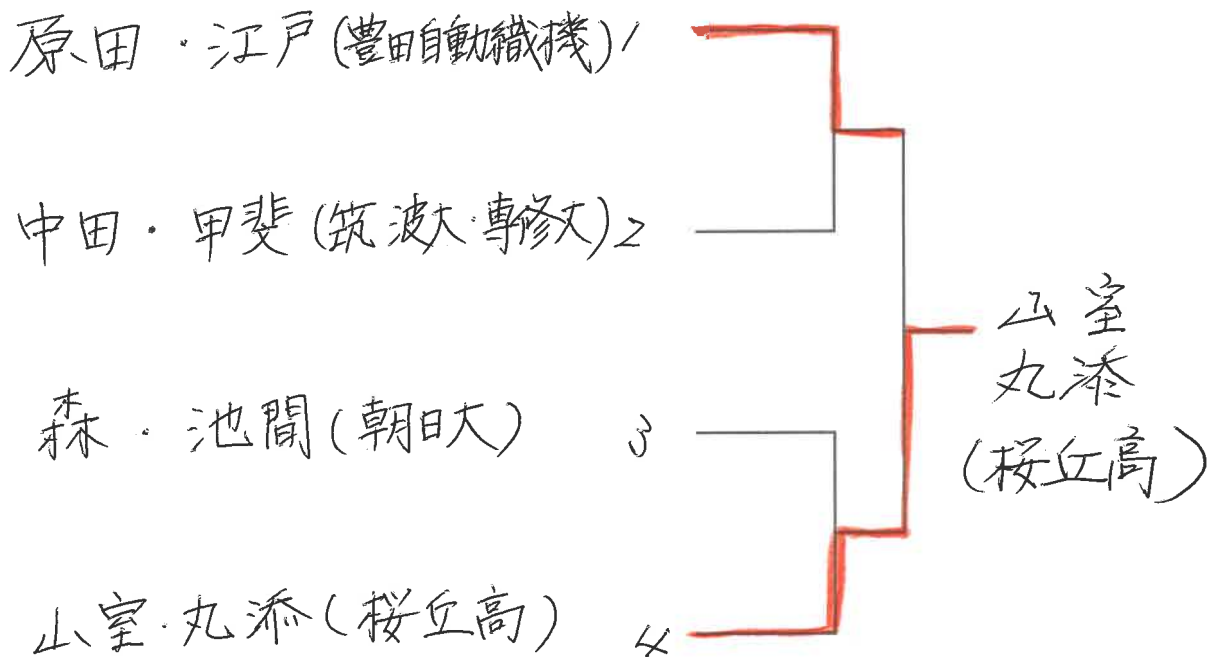 原田・江戸(豊田自動織機)1
中田・甲斐(筑波大・専修大)2
森・池間(朝日大) 3
山室・丸添(桜丘高) 4
山室
丸添
(桜丘高)